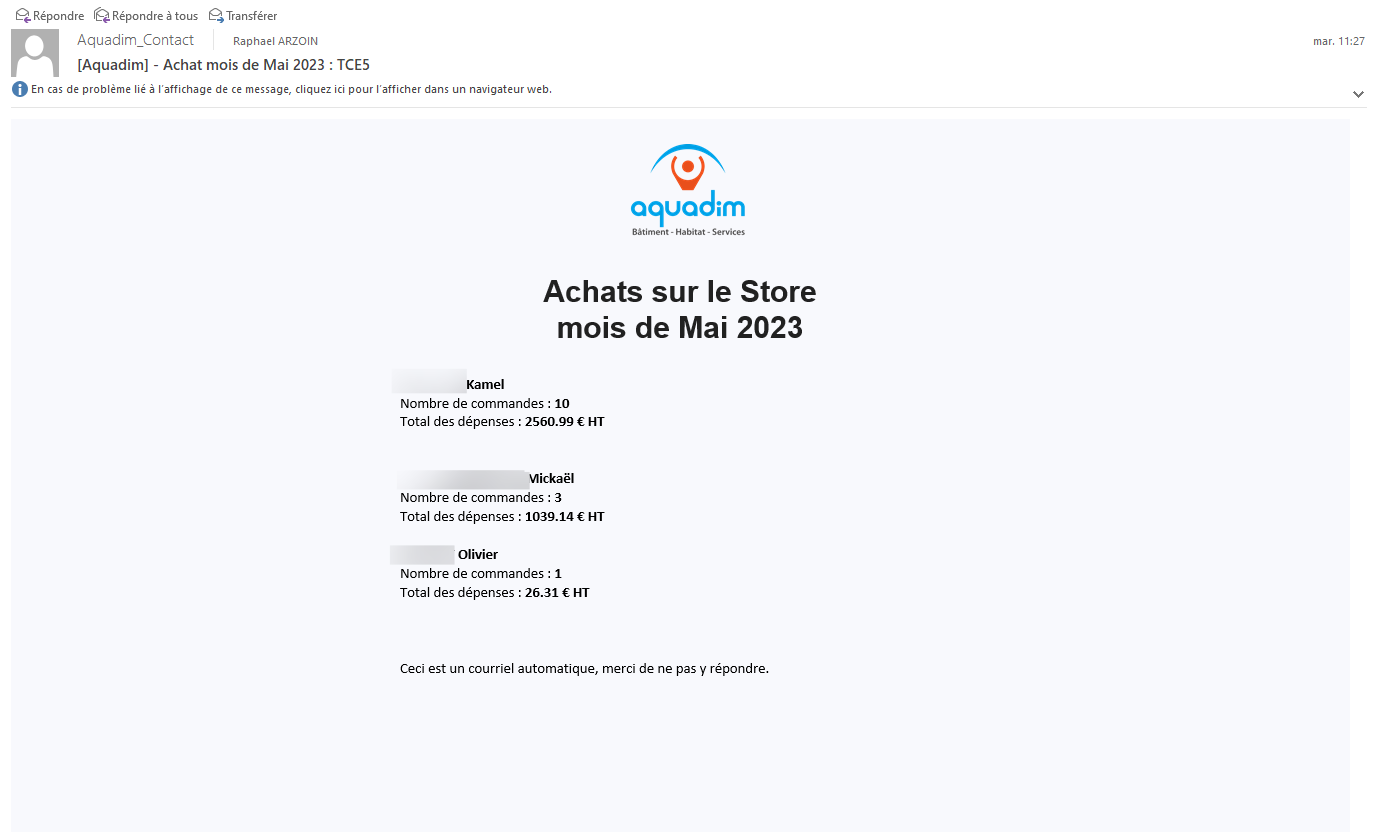 Répondre Répondre à tous Transférer
Aquadim_Contact Raphael ARZOIN mar. 11:27
[Aquadim] - Achat mois de Mai 2023 : TCE5
En cas de problème lié à l'affichage de ce message, cliquez ici pour l'afficher dans un navigateur web.
aquadim
Bâtiment - Habitat - Services
Achats sur le Store
mois de Mai 2023
Kamel
Nombre de commandes : 10
Total des dépenses : 2560.99 € HT
Mickaël
Nombre de commandes : 3
Total des dépenses : 1039.14 € HT
Olivier
Nombre de commandes : 1
Total des dépenses : 26.31 € HT
Ceci est un courriel automatique, merci de ne pas y répondre.